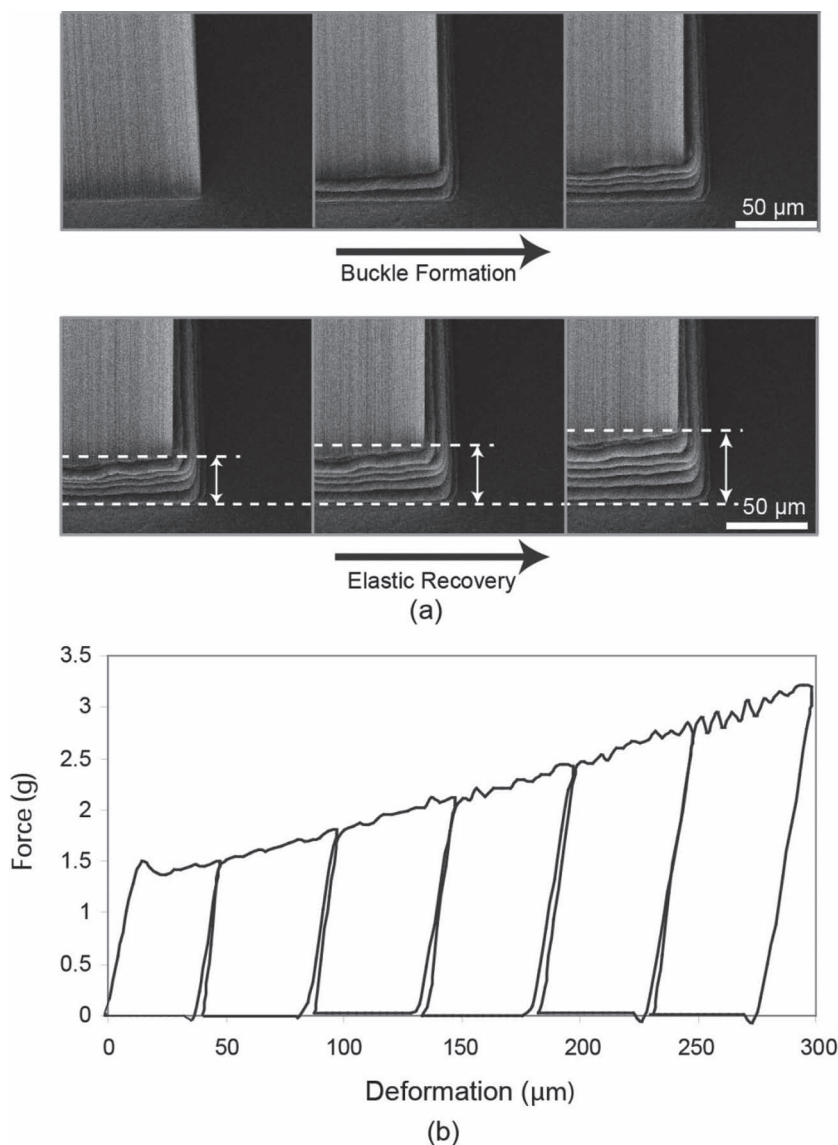 50 µm
Buckle Formation
50 µm
Elastic Recovery
(a)
3.5
3
2.5
2
1.5
1
0.5
0
Force (g)
0 50 100 150 200 250 300
Deformation (µm)
(b)